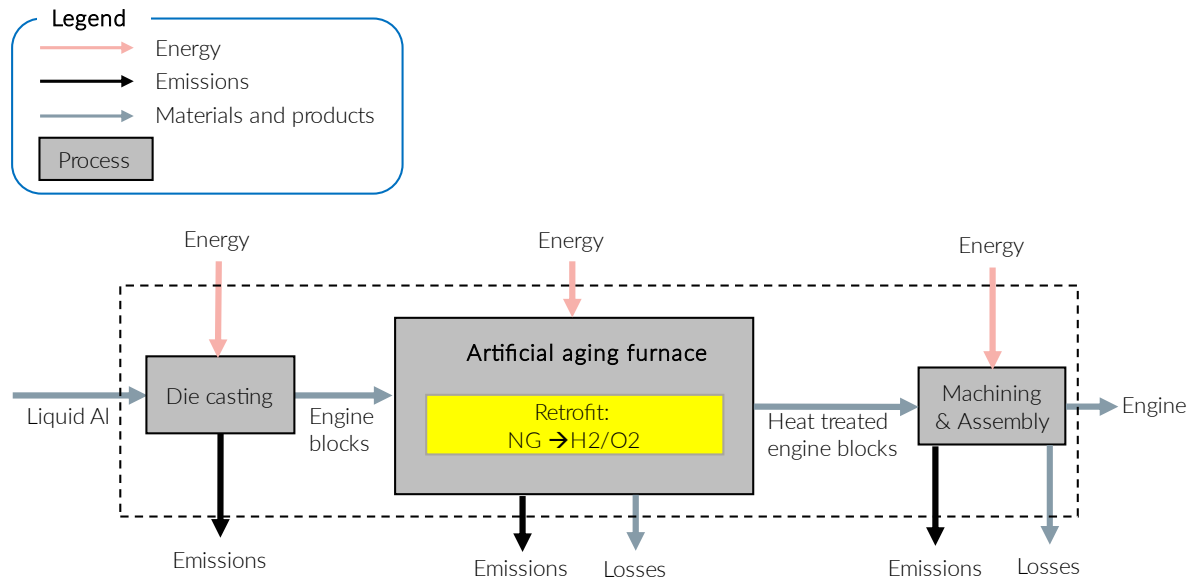 Legend
Energy
Emissions
Materials and products
Process
Energy
Energy
Energy
Liquid Al
Die casting
Engine
blocks
Artificial aging furnace
Retrofit:
NG →H2/O2
Heat treated
engine blocks
Machining
& Assembly
Engine
Emissions
Emissions
Losses
Emissions
Losses